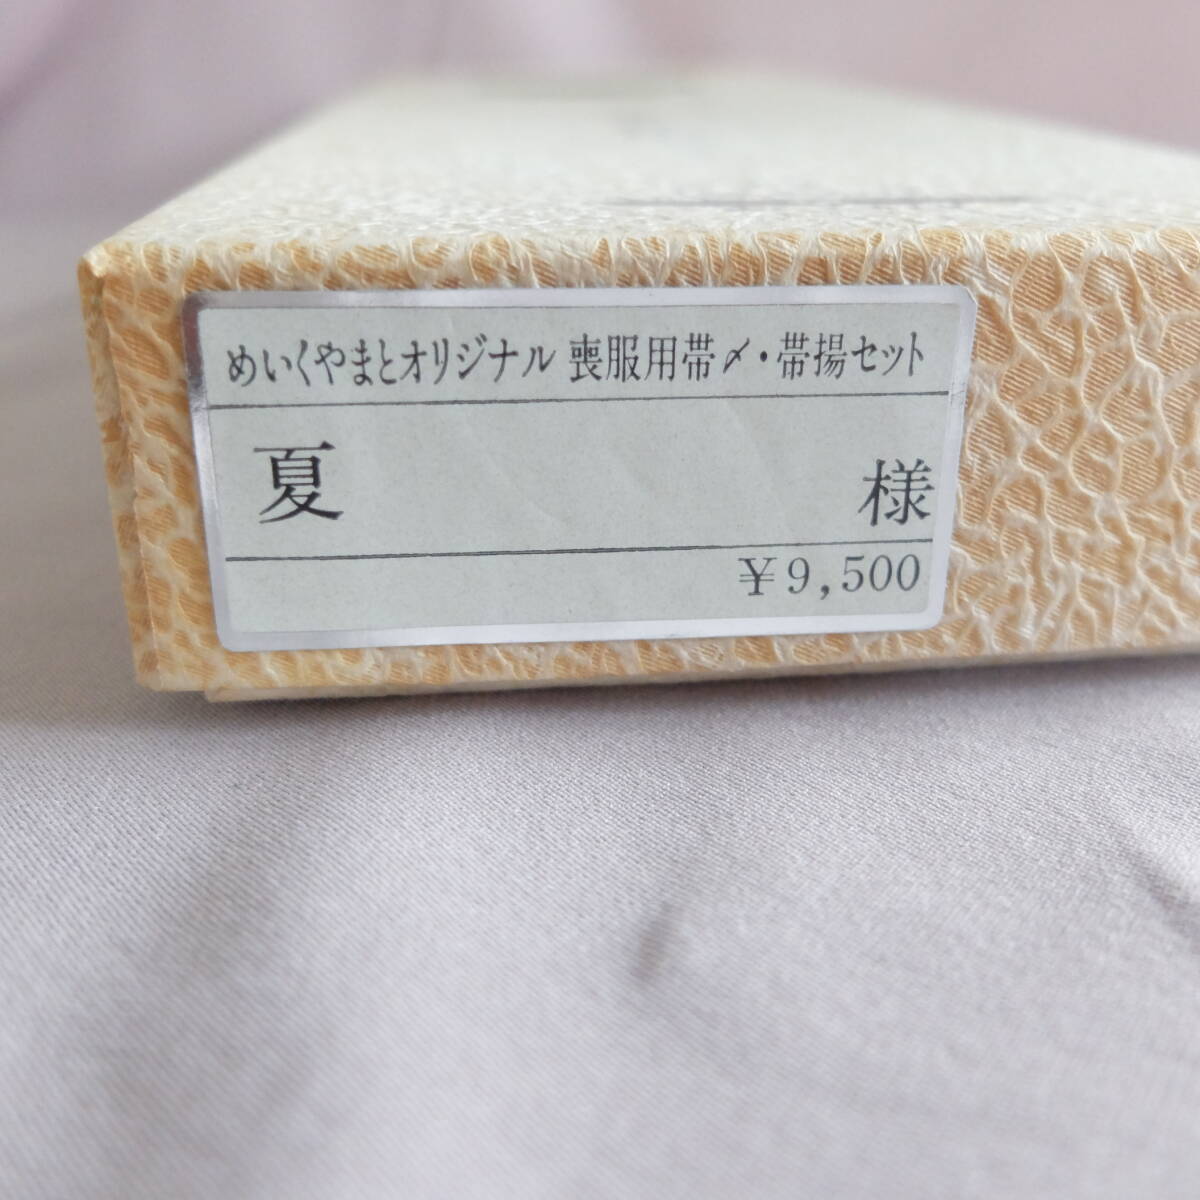 めいくやまとオリジナル 喪服用帯〆・帯揚セット
夏 様
￥9,500